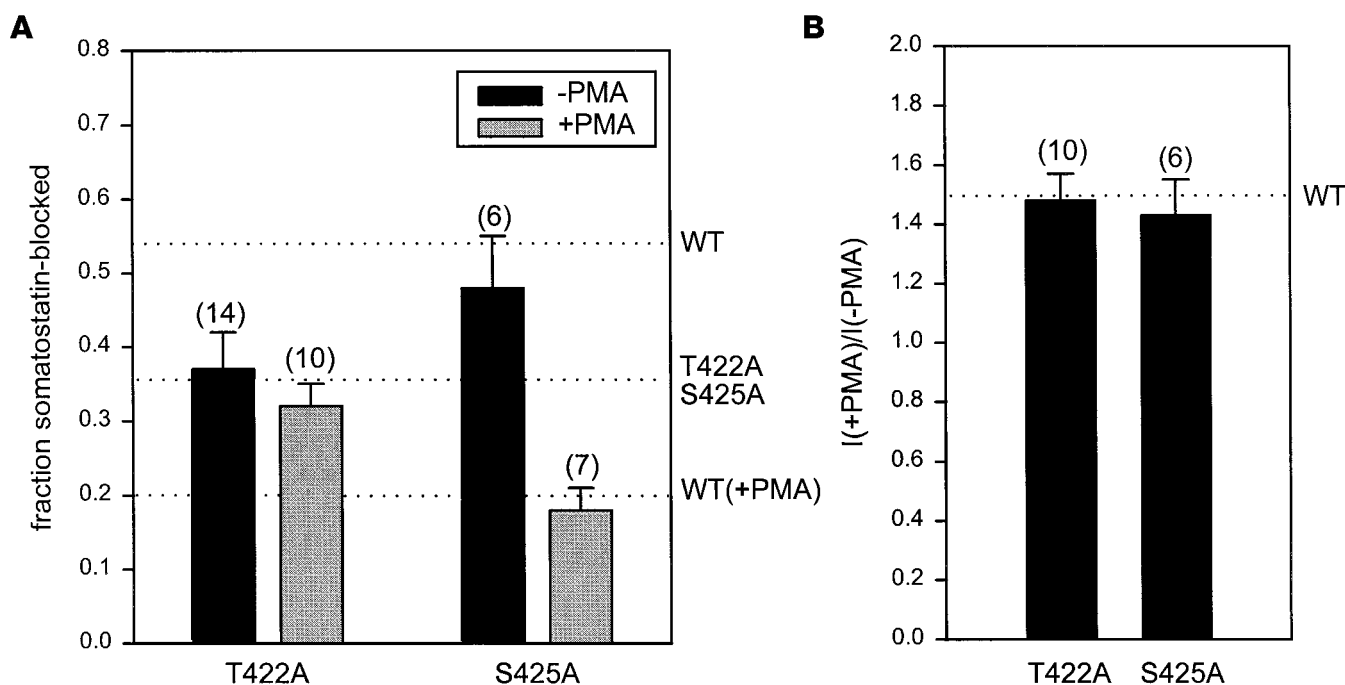 A
fraction somatostatin-blocked
0.8
0.7
0.6
0.5
0.4
0.3
0.2
0.1
0.0
-PMA
+PMA
(14)
(10)
(6)
(7)
WT
T422A
S425A
WT(+PMA)
T422A
S425A
B
I(+PMA)/I(-PMA)
2.0
1.8
1.6
1.4
1.2
1.0
0.8
0.6
0.4
0.2
0.0
(10)
(6)
WT
T422A
S425A